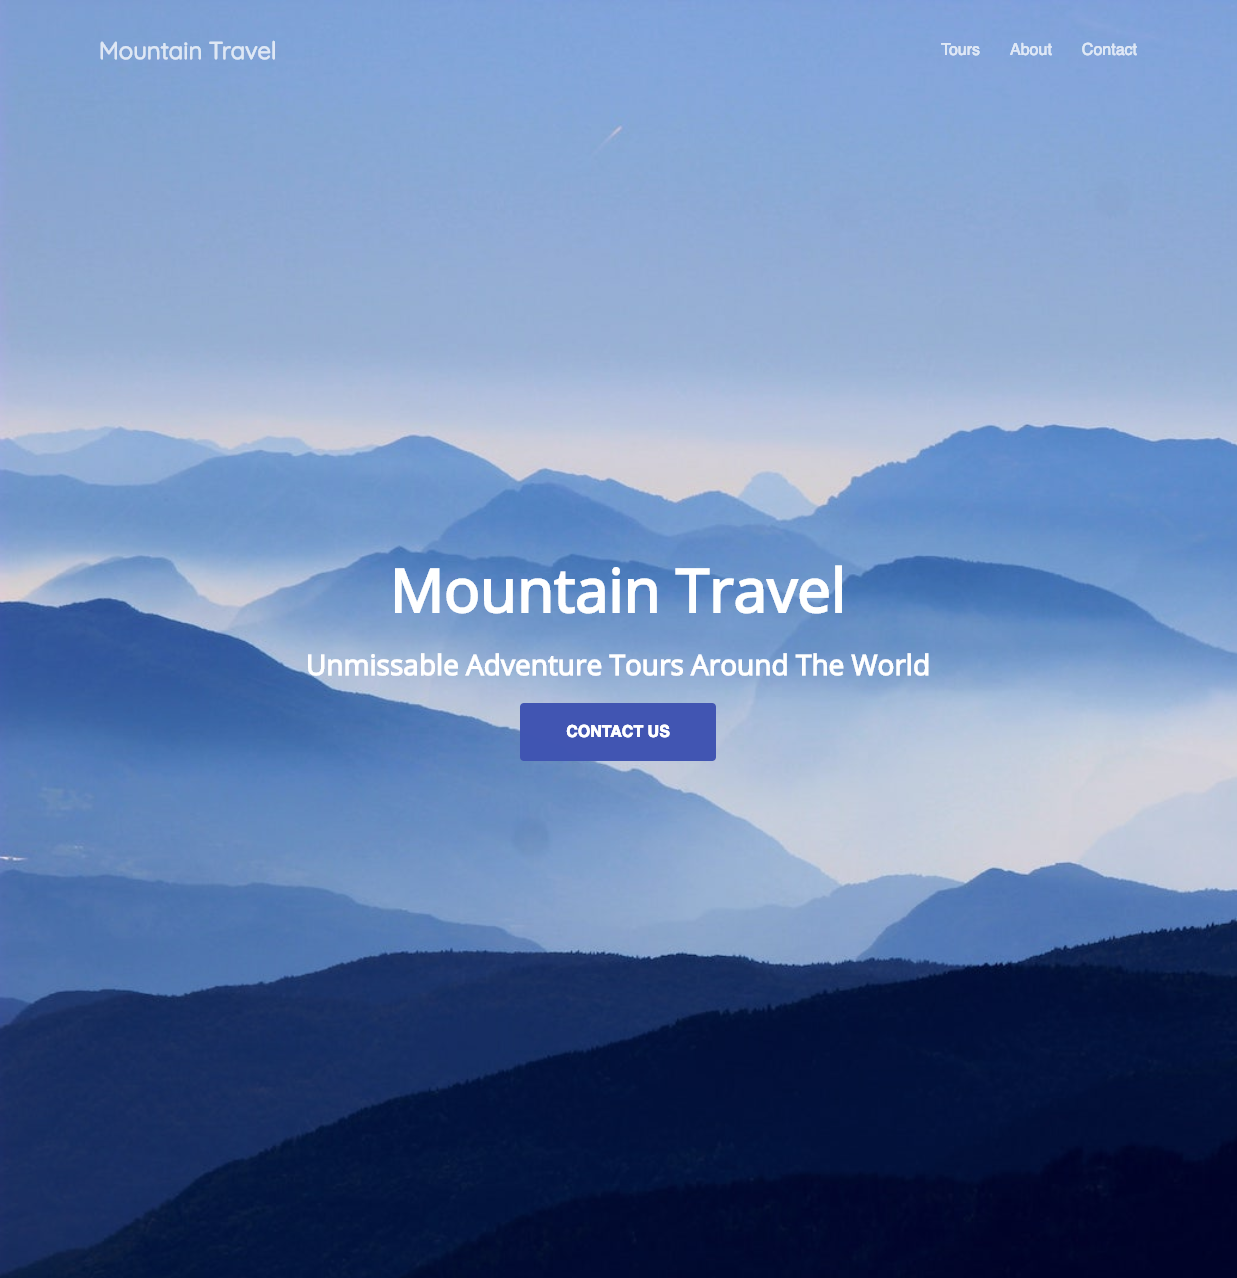 Mountain Travel
Tours About Contact
Mountain Travel
Unmissable Adventure Tours Around The World
CONTACT US